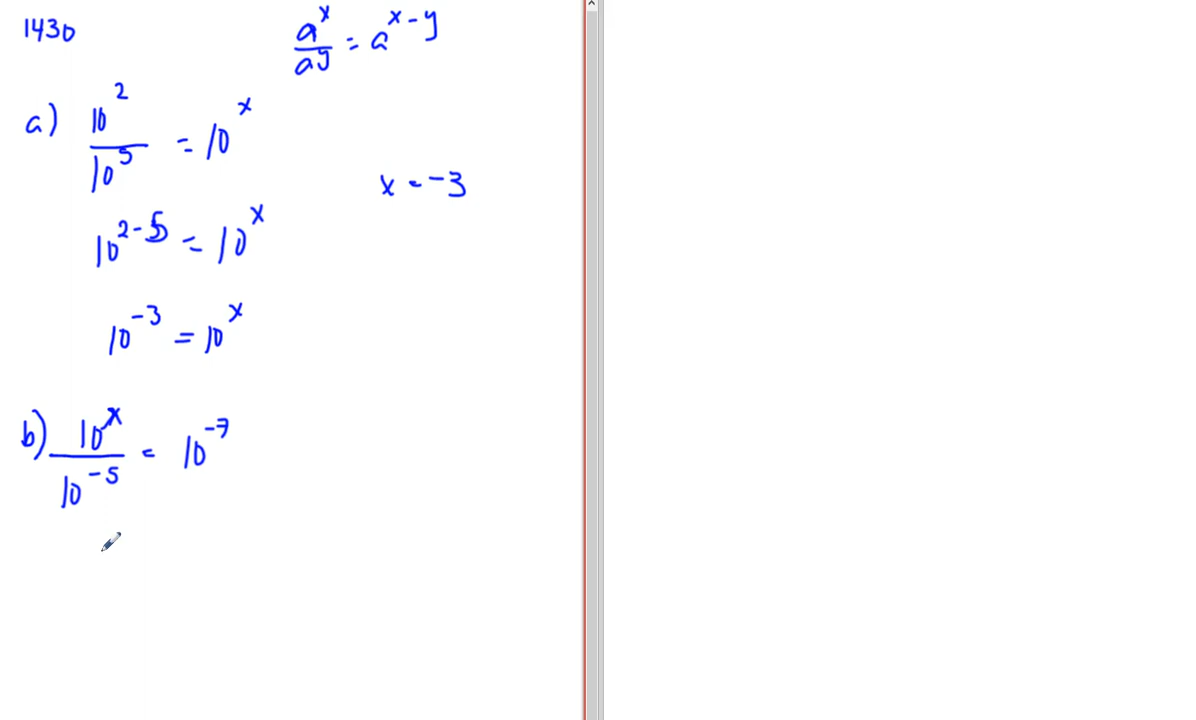 1430
a^x / a^y = a^(x-y)
a) 10^2 / 10^5 = 10^x
x = -3
10^(2-5) = 10^x
10^-3 = 10^x
b) 10^x / 10^-5 = 10^-7